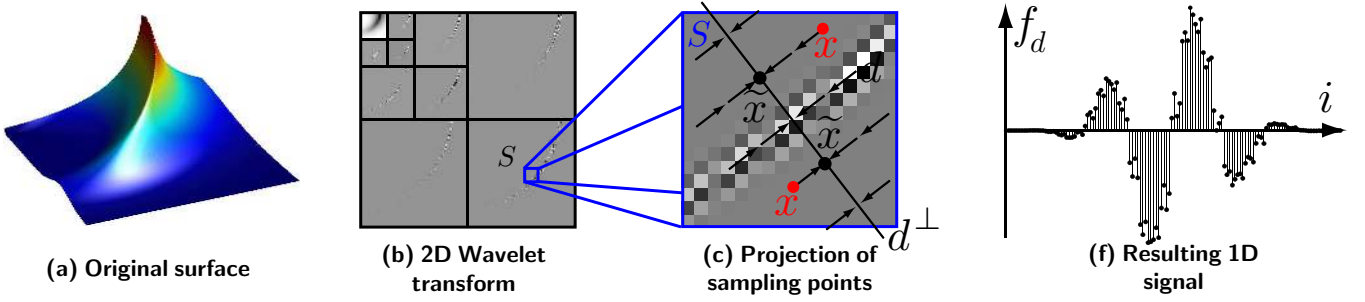 S
S
x
d
x̃
x̃
x
d⊥
f_d
i
(a) Original surface
(b) 2D Wavelet
transform
(c) Projection of
sampling points
(f) Resulting 1D
signal